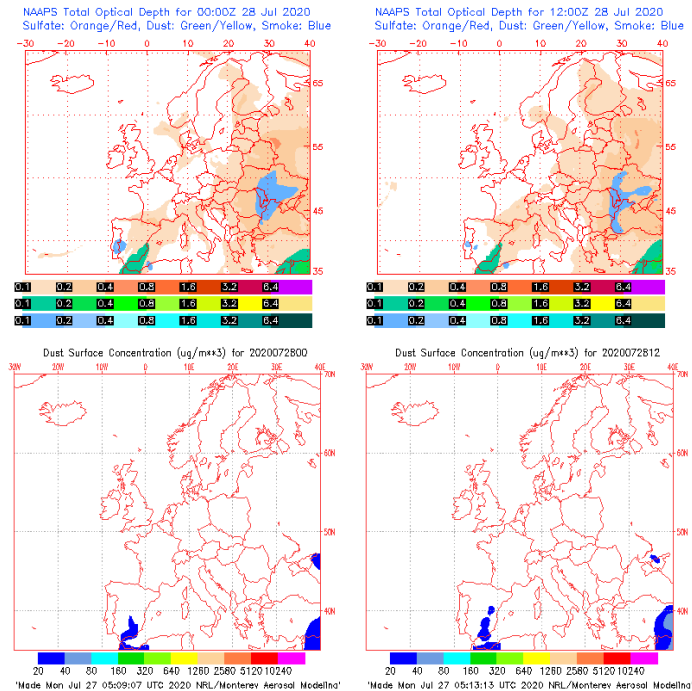 NAAPS Total Optical Depth for 00:00Z 28 Jul 2020
Sulfate: Orange/Red, Dust: Green/Yellow, Smoke: Blue
-30 -20 -10 0 10 20 30 40
65
55
45
35
0.1 0.2 0.4 0.8 1.6 3.2 6.4
0.1 0.2 0.4 0.8 1.6 3.2 6.4
0.1 0.2 0.4 0.8 1.6 3.2 6.4
NAAPS Total Optical Depth for 12:00Z 28 Jul 2020
Sulfate: Orange/Red, Dust: Green/Yellow, Smoke: Blue
-30 -20 -10 0 10 20 30 40
65
55
45
35
0.1 0.2 0.4 0.8 1.6 3.2 6.4
0.1 0.2 0.4 0.8 1.6 3.2 6.4
0.1 0.2 0.4 0.8 1.6 3.2 6.4
Dust Surface Concentration (ug/m**3) for 2020072800
30W 20W 10W 0 10E 20E 30E 40E
70N
60N
50N
40N
20 40 80 160 320 640 1280 2580 5120 10240
'Made Mon Jul 27 05:09:07 UTC 2020 NRL/Monterey Aerosol Modeling'
Dust Surface Concentration (ug/m**3) for 2020072812
30W 20W 10W 0 10E 20E 30E 40E
70N
60N
50N
40N
20 40 80 160 320 640 1280 2580 5120 10240
'Made Mon Jul 27 05:13:13 UTC 2020 NRL/Monterey Aerosol Modeling'